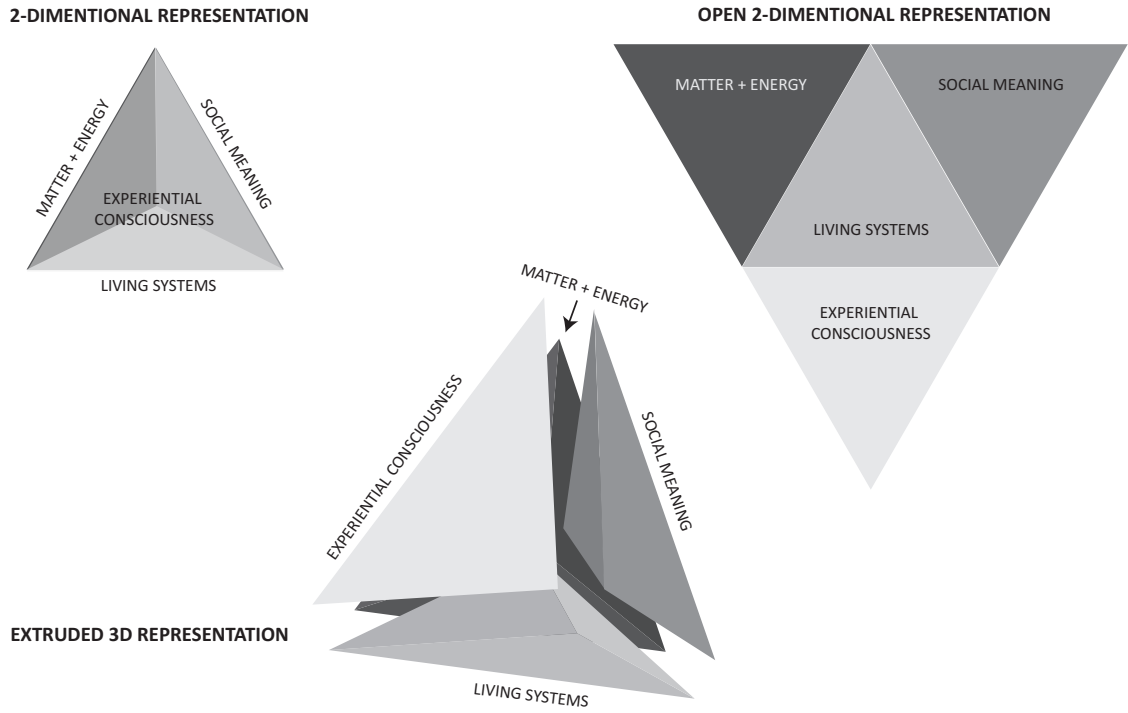 2-DIMENTIONAL REPRESENTATION
MATTER + ENERGY
SOCIAL MEANING
EXPERIENTIAL
CONSCIOUSNESS
LIVING SYSTEMS
OPEN 2-DIMENTIONAL REPRESENTATION
MATTER + ENERGY
SOCIAL MEANING
LIVING SYSTEMS
EXPERIENTIAL
CONSCIOUSNESS
MATTER + ENERGY
EXPERIENTIAL CONSCIOUSNESS
SOCIAL MEANING
EXTRUDED 3D REPRESENTATION
LIVING SYSTEMS